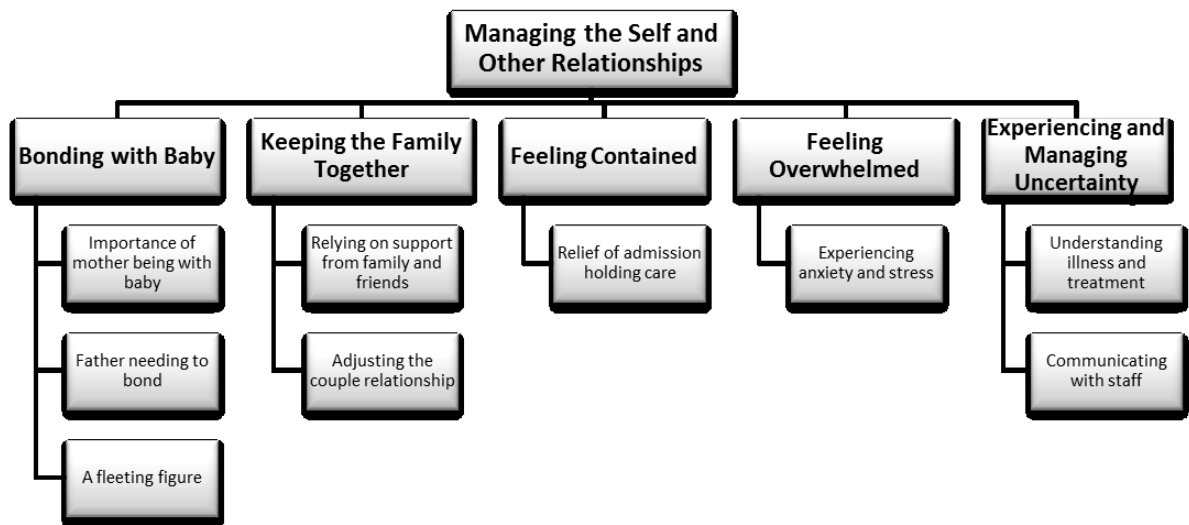 Managing the Self and
Other Relationships
Bonding with Baby
Keeping the Family
Together
Feeling Contained
Feeling
Overwhelmed
Experiencing and
Managing
Uncertainty
Importance of
mother being with
baby
Relying on support
from family and
friends
Relief of admission
holding care
Experiencing
anxiety and stress
Understanding
illness and
treatment
Father needing to
bond
Adjusting the
couple relationship
Communicating
with staff
A fleeting figure